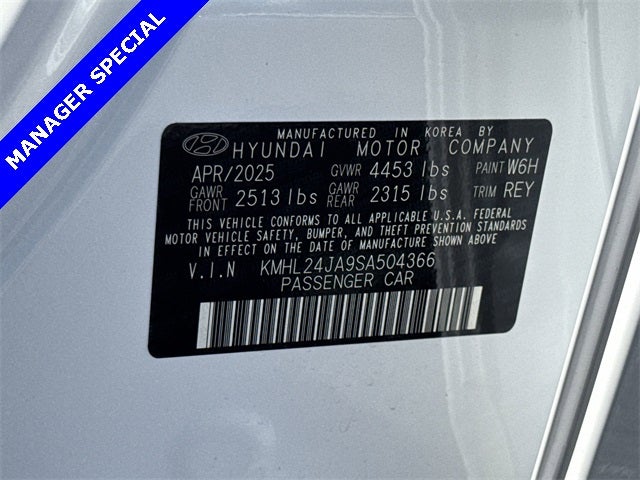 MANAGER SPECIAL
MANUFACTURED IN KOREA BY
HYUNDAI MOTOR COMPANY
APR/2025 GVWR 4453 lbs PAINT W6H
GAWR FRONT 2513 lbs GAWR REAR 2315 lbs TRIM REY
THIS VEHICLE CONFORMS TO ALL APPLICABLE U.S.A. FEDERAL
MOTOR VEHICLE SAFETY, BUMPER, AND THEFT PREVENTION STANDARDS
IN EFFECT ON THE DATE OF MANUFACTURE SHOWN ABOVE.
V.I.N KMHL24JA9SA504366
PASSENGER CAR